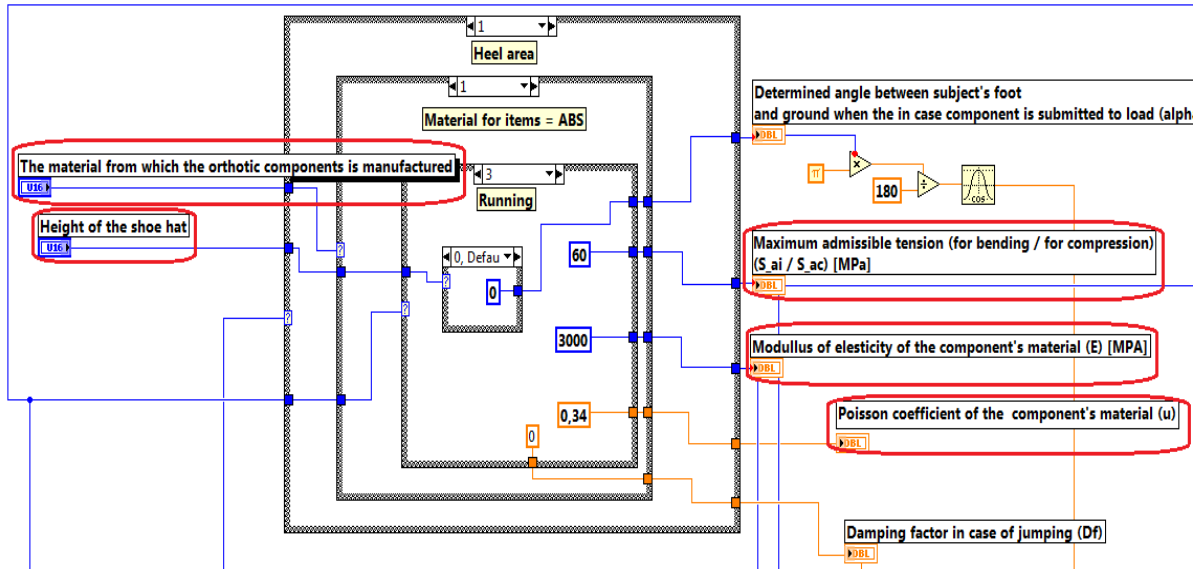 1
Heel area
1
Material for items = ABS
The material from which the orthotic components is manufactured
U16
3
Running
Height of the shoe hat
U16
?
?
?
?
0, Defau
?
0
60
3000
0,34
0
Determined angle between subject's foot
and ground when the in case component is submitted to load (alpha
DBL
π
×
180
÷
COS
Maximum admissible tension (for bending / for compression)
(S_ai / S_ac) [MPa]
DBL
Modullus of elesticity of the component's material (E) [MPA]
DBL
Poisson coefficient of the component's material (u)
DBL
Damping factor in case of jumping (Df)
DBL